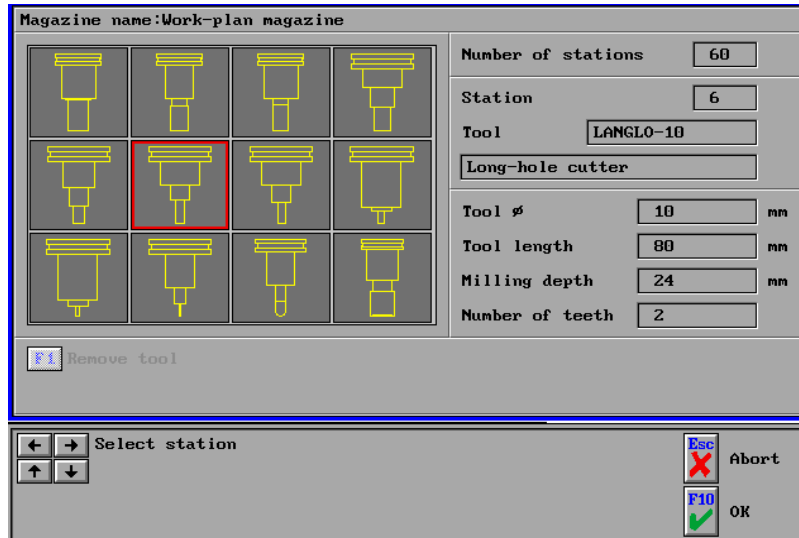 Magazine name:Work-plan magazine
Number of stations 60
Station 6
Tool LANGLO-10
Long-hole cutter
Tool ø 10 mm
Tool length 80 mm
Milling depth 24 mm
Number of teeth 2
F1 Remove tool
← → Select station
↑ ↓
Esc Abort
F10 OK